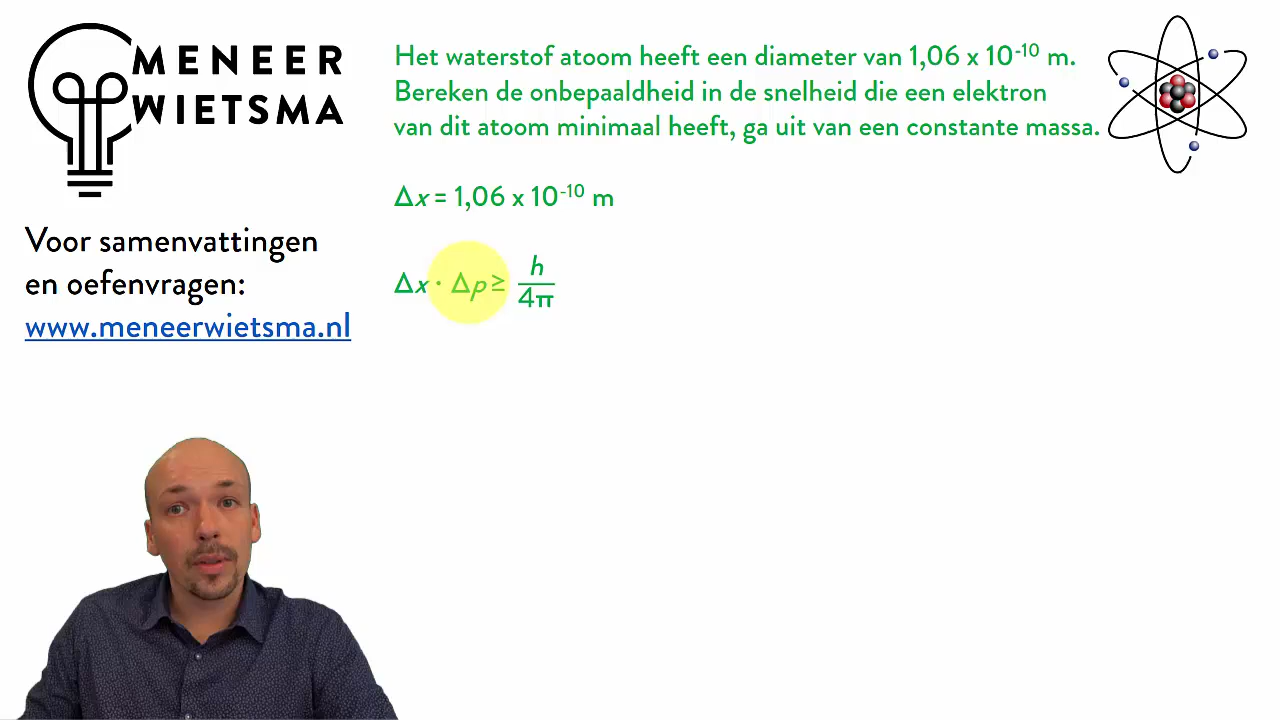 MENEER
WIETSMA
Voor samenvattingen
en oefenvragen:
www.meneerwietsma.nl
Het waterstof atoom heeft een diameter van 1,06 x 10⁻¹⁰ m.
Bereken de onbepaaldheid in de snelheid die een elektron
van dit atoom minimaal heeft, ga uit van een constante massa.
Δx = 1,06 x 10⁻¹⁰ m
Δx · Δp ≥ h/4π